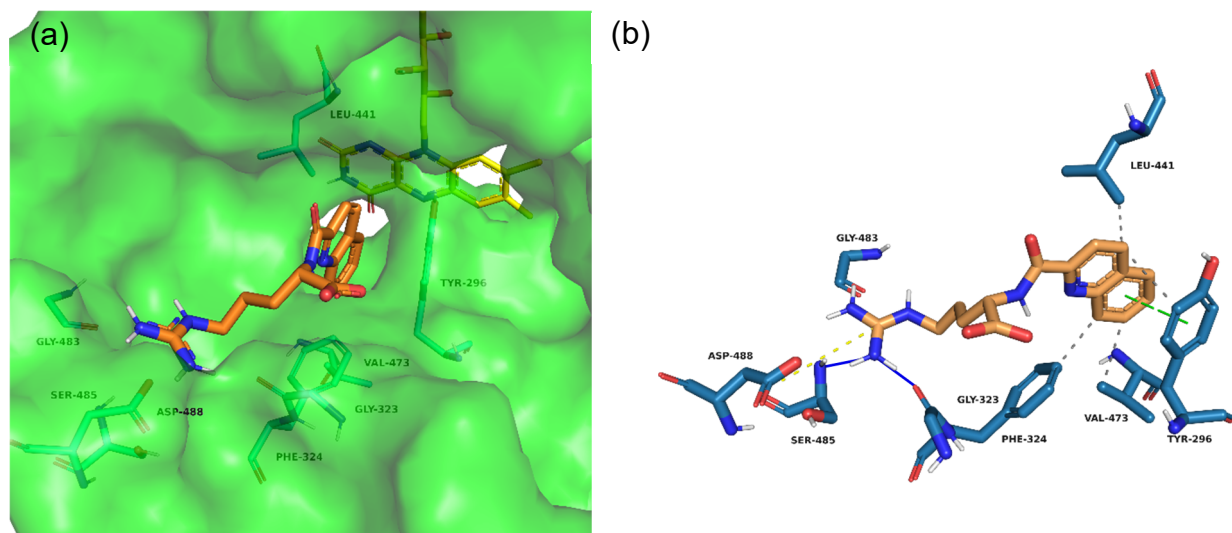 (a)
LEU-441
TYR-296
GLY-483
VAL-473
SER-485
ASP-488
GLY-323
PHE-324
(b)
LEU-441
GLY-483
ASP-488
GLY-323
SER-485
PHE-324
VAL-473
TYR-296